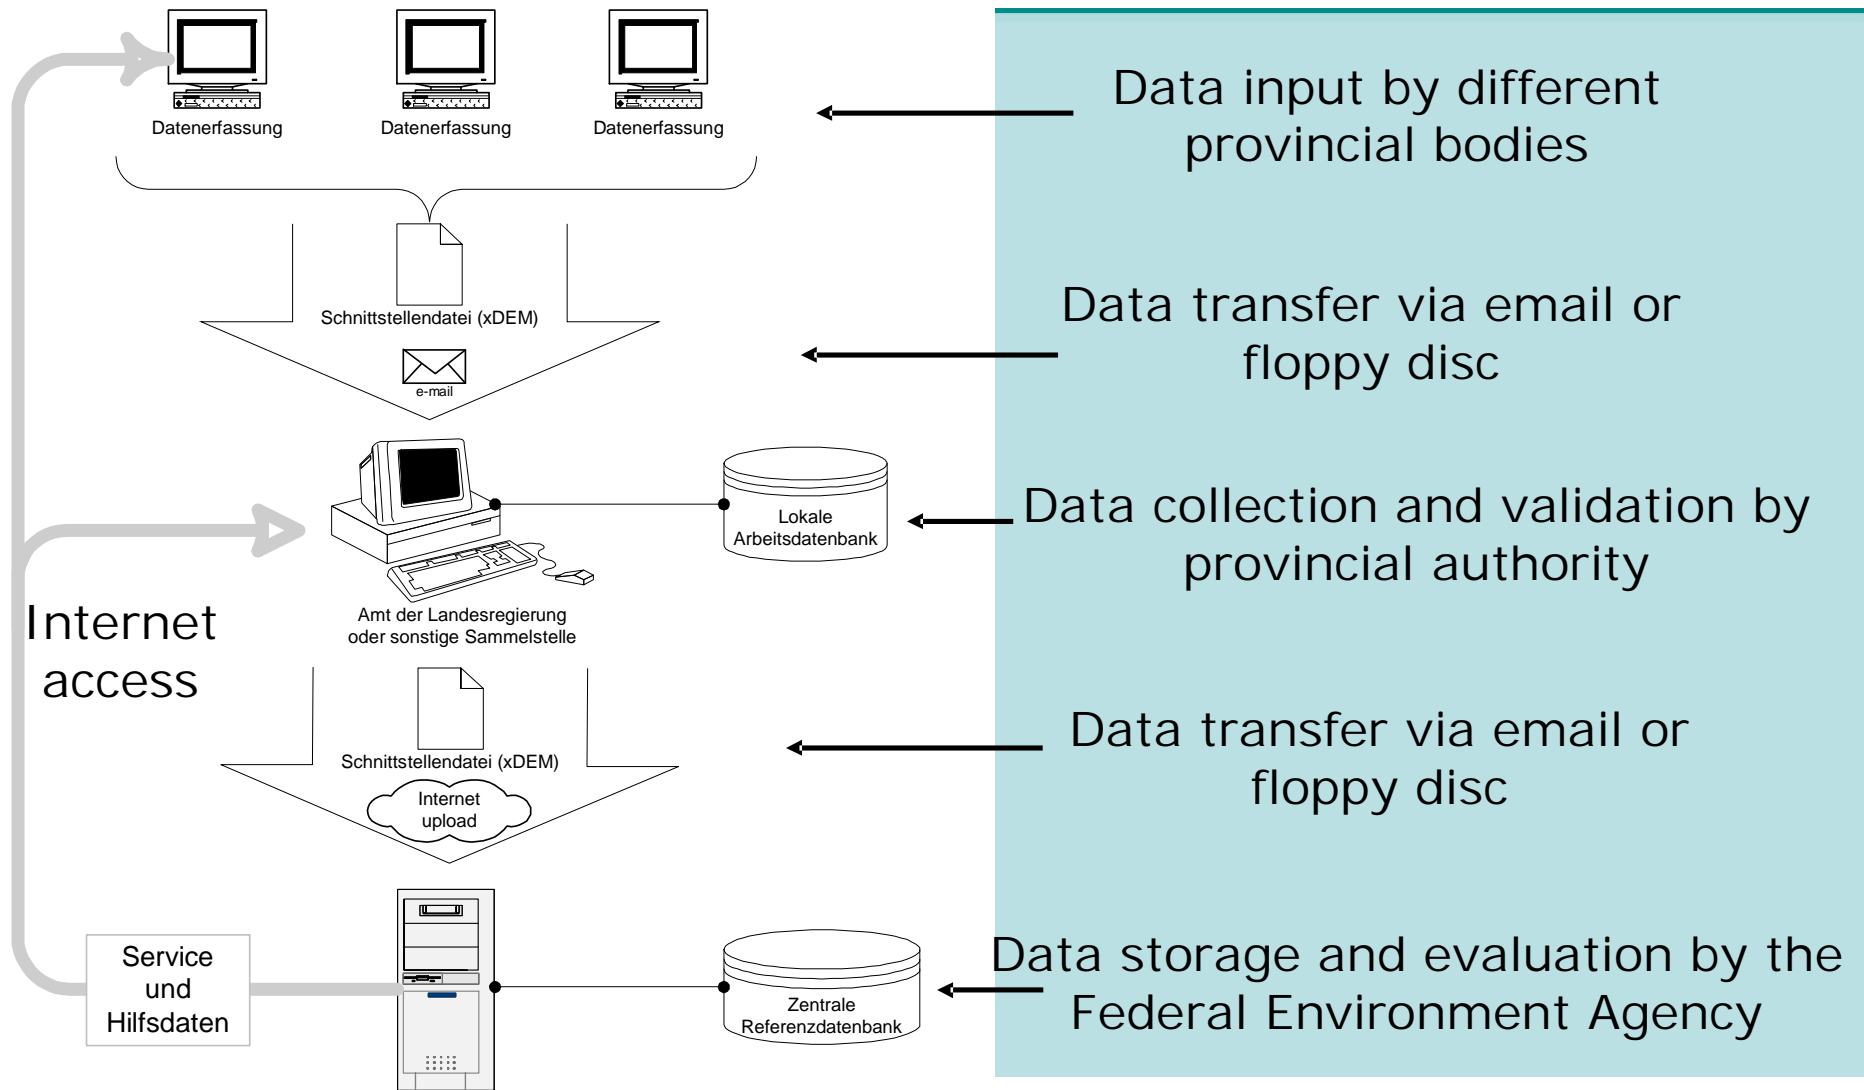 Datenerfassung
Datenerfassung
Datenerfassung
Data input by different
provincial bodies
Schnittstellendatei (xDEM)
e-mail
Data transfer via email or
floppy disc
Lokale
Arbeitsdatenbank
Data collection and validation by
provincial authority
Amt der Landesregierung
oder sonstige Sammelstelle
Internet
access
Schnittstellendatei (xDEM)
Internet
upload
Data transfer via email or
floppy disc
Service
und
Hilfsdaten
Zentrale
Referenzdatenbank
Data storage and evaluation by the
Federal Environment Agency